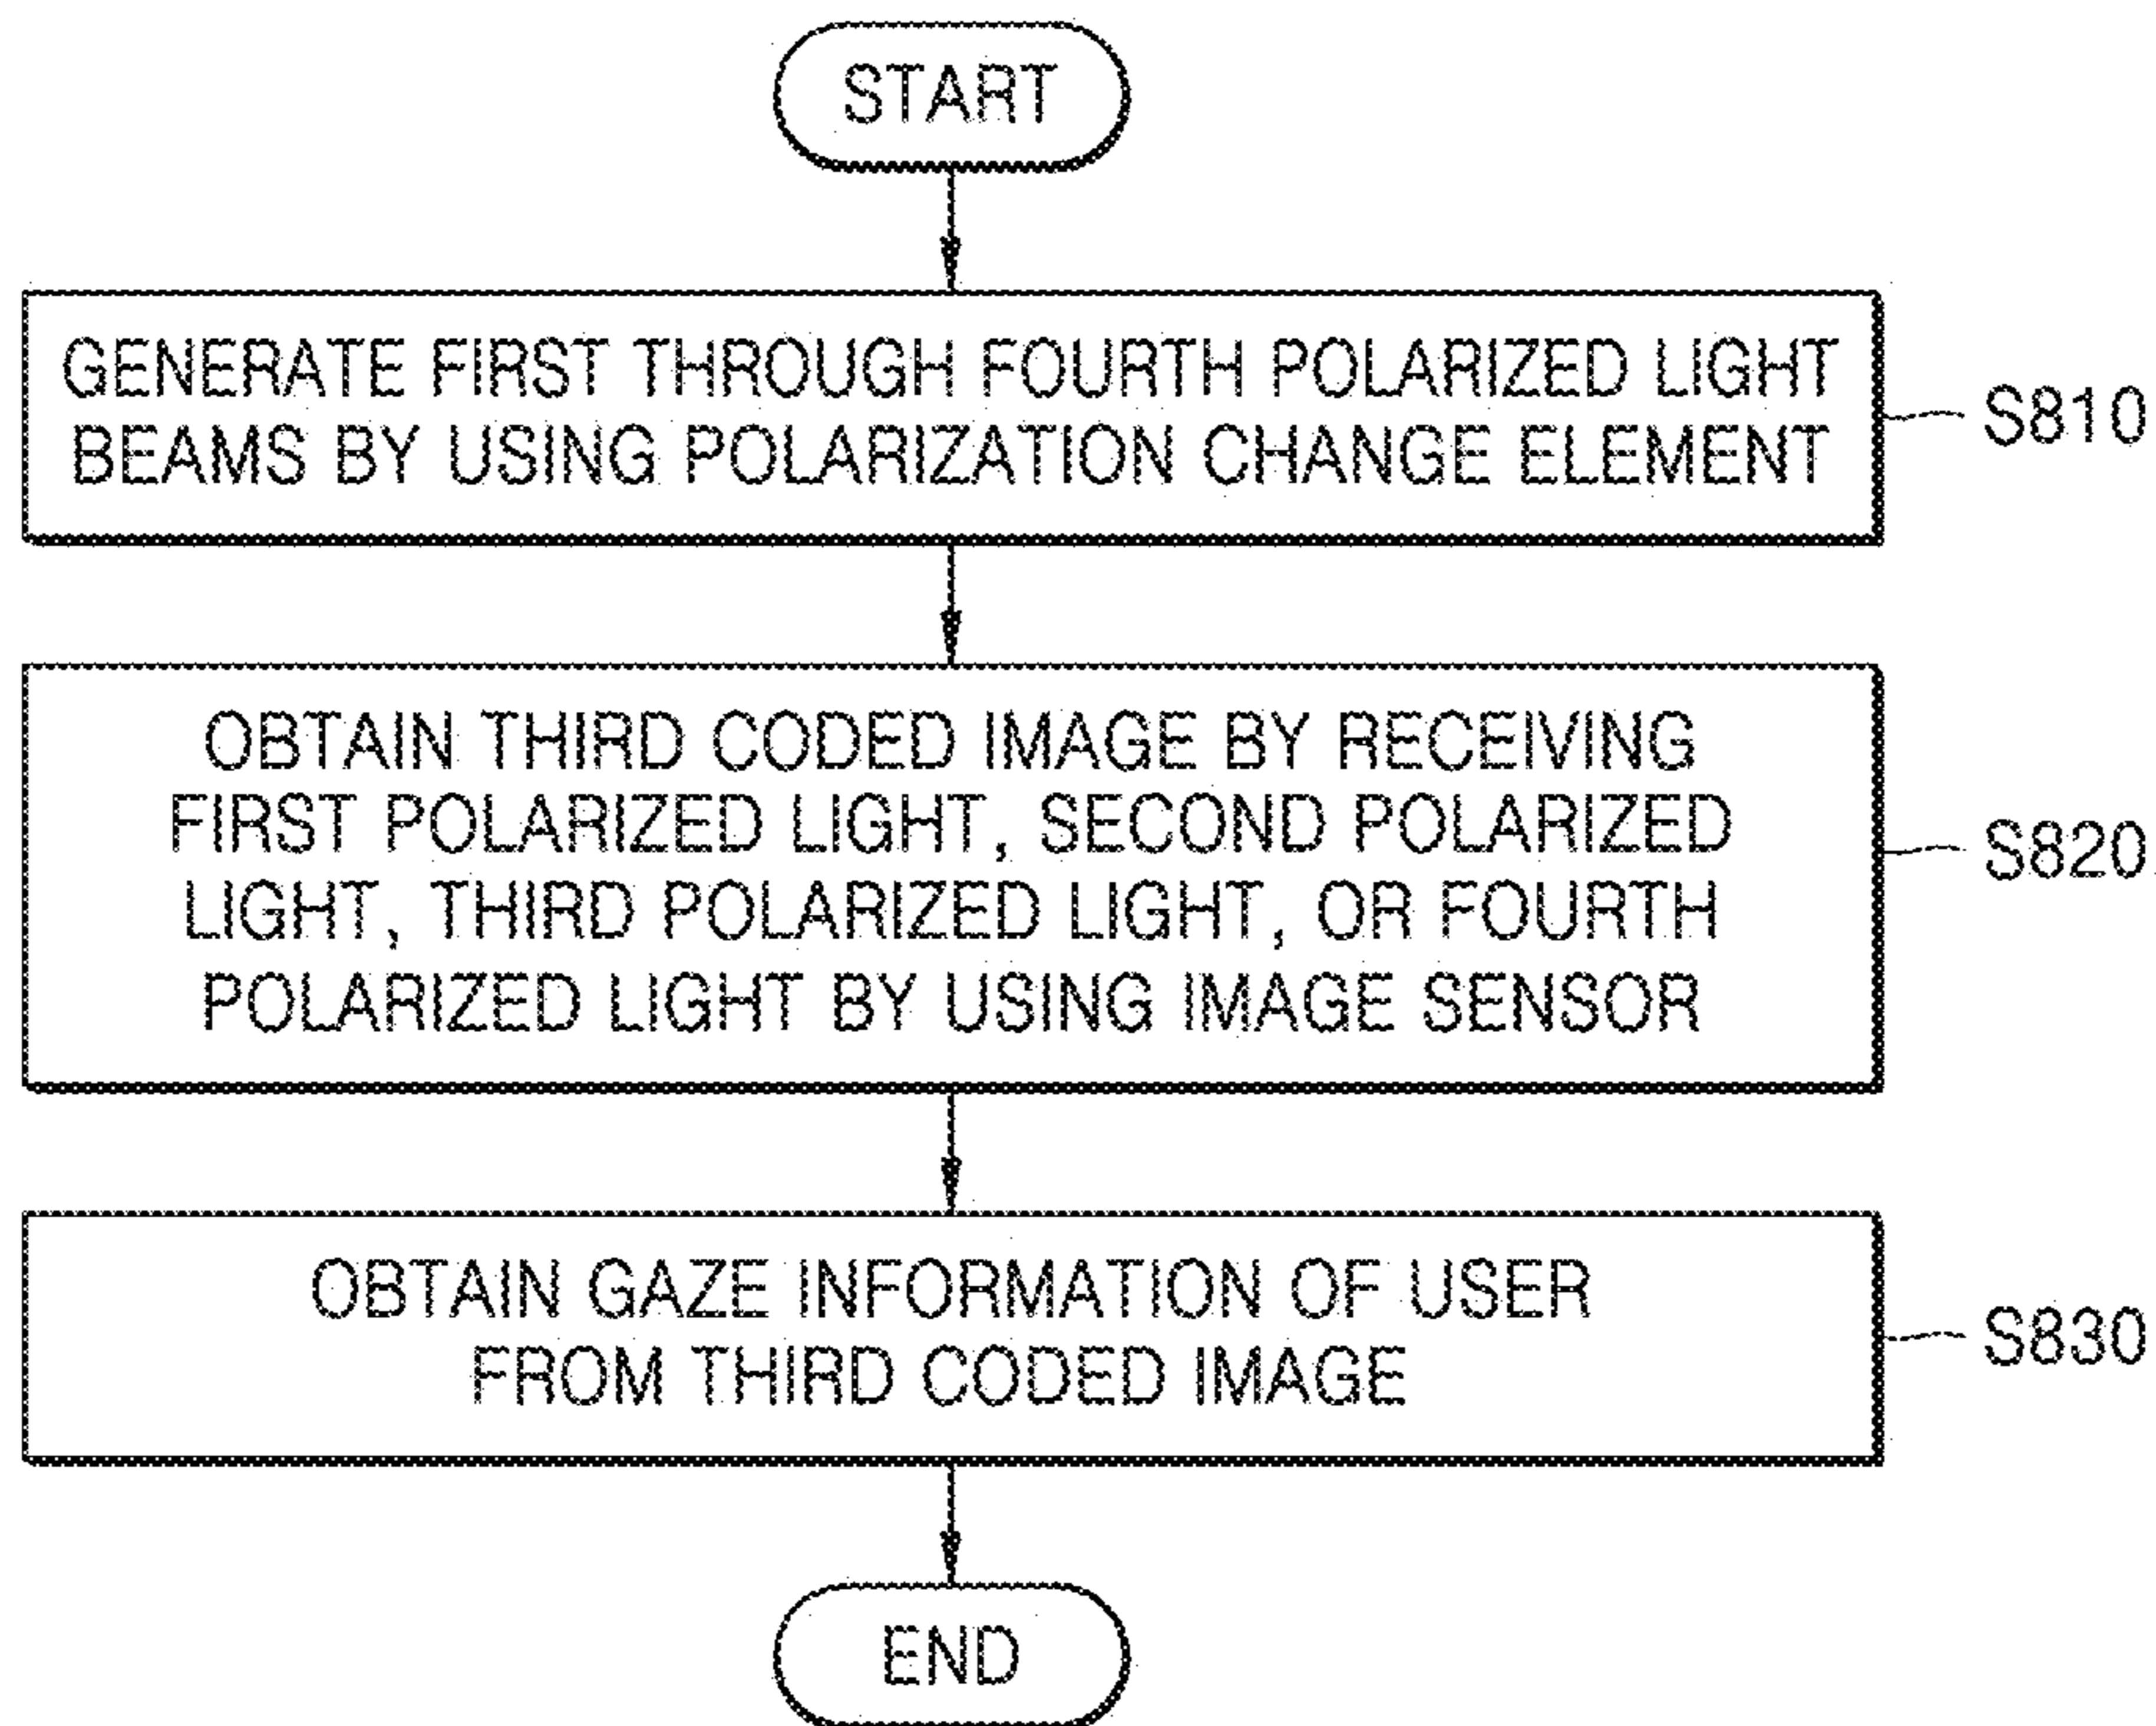 START
GENERATE FIRST THROUGH FOURTH POLARIZED LIGHT
BEAMS BY USING POLARIZATION CHANGE ELEMENT
S810
OBTAIN THIRD CODED IMAGE BY RECEIVING
FIRST POLARIZED LIGHT, SECOND POLARIZED
LIGHT, THIRD POLARIZED LIGHT, OR FOURTH
POLARIZED LIGHT BY USING IMAGE SENSOR
S820
OBTAIN GAZE INFORMATION OF USER
FROM THIRD CODED IMAGE
S830
END